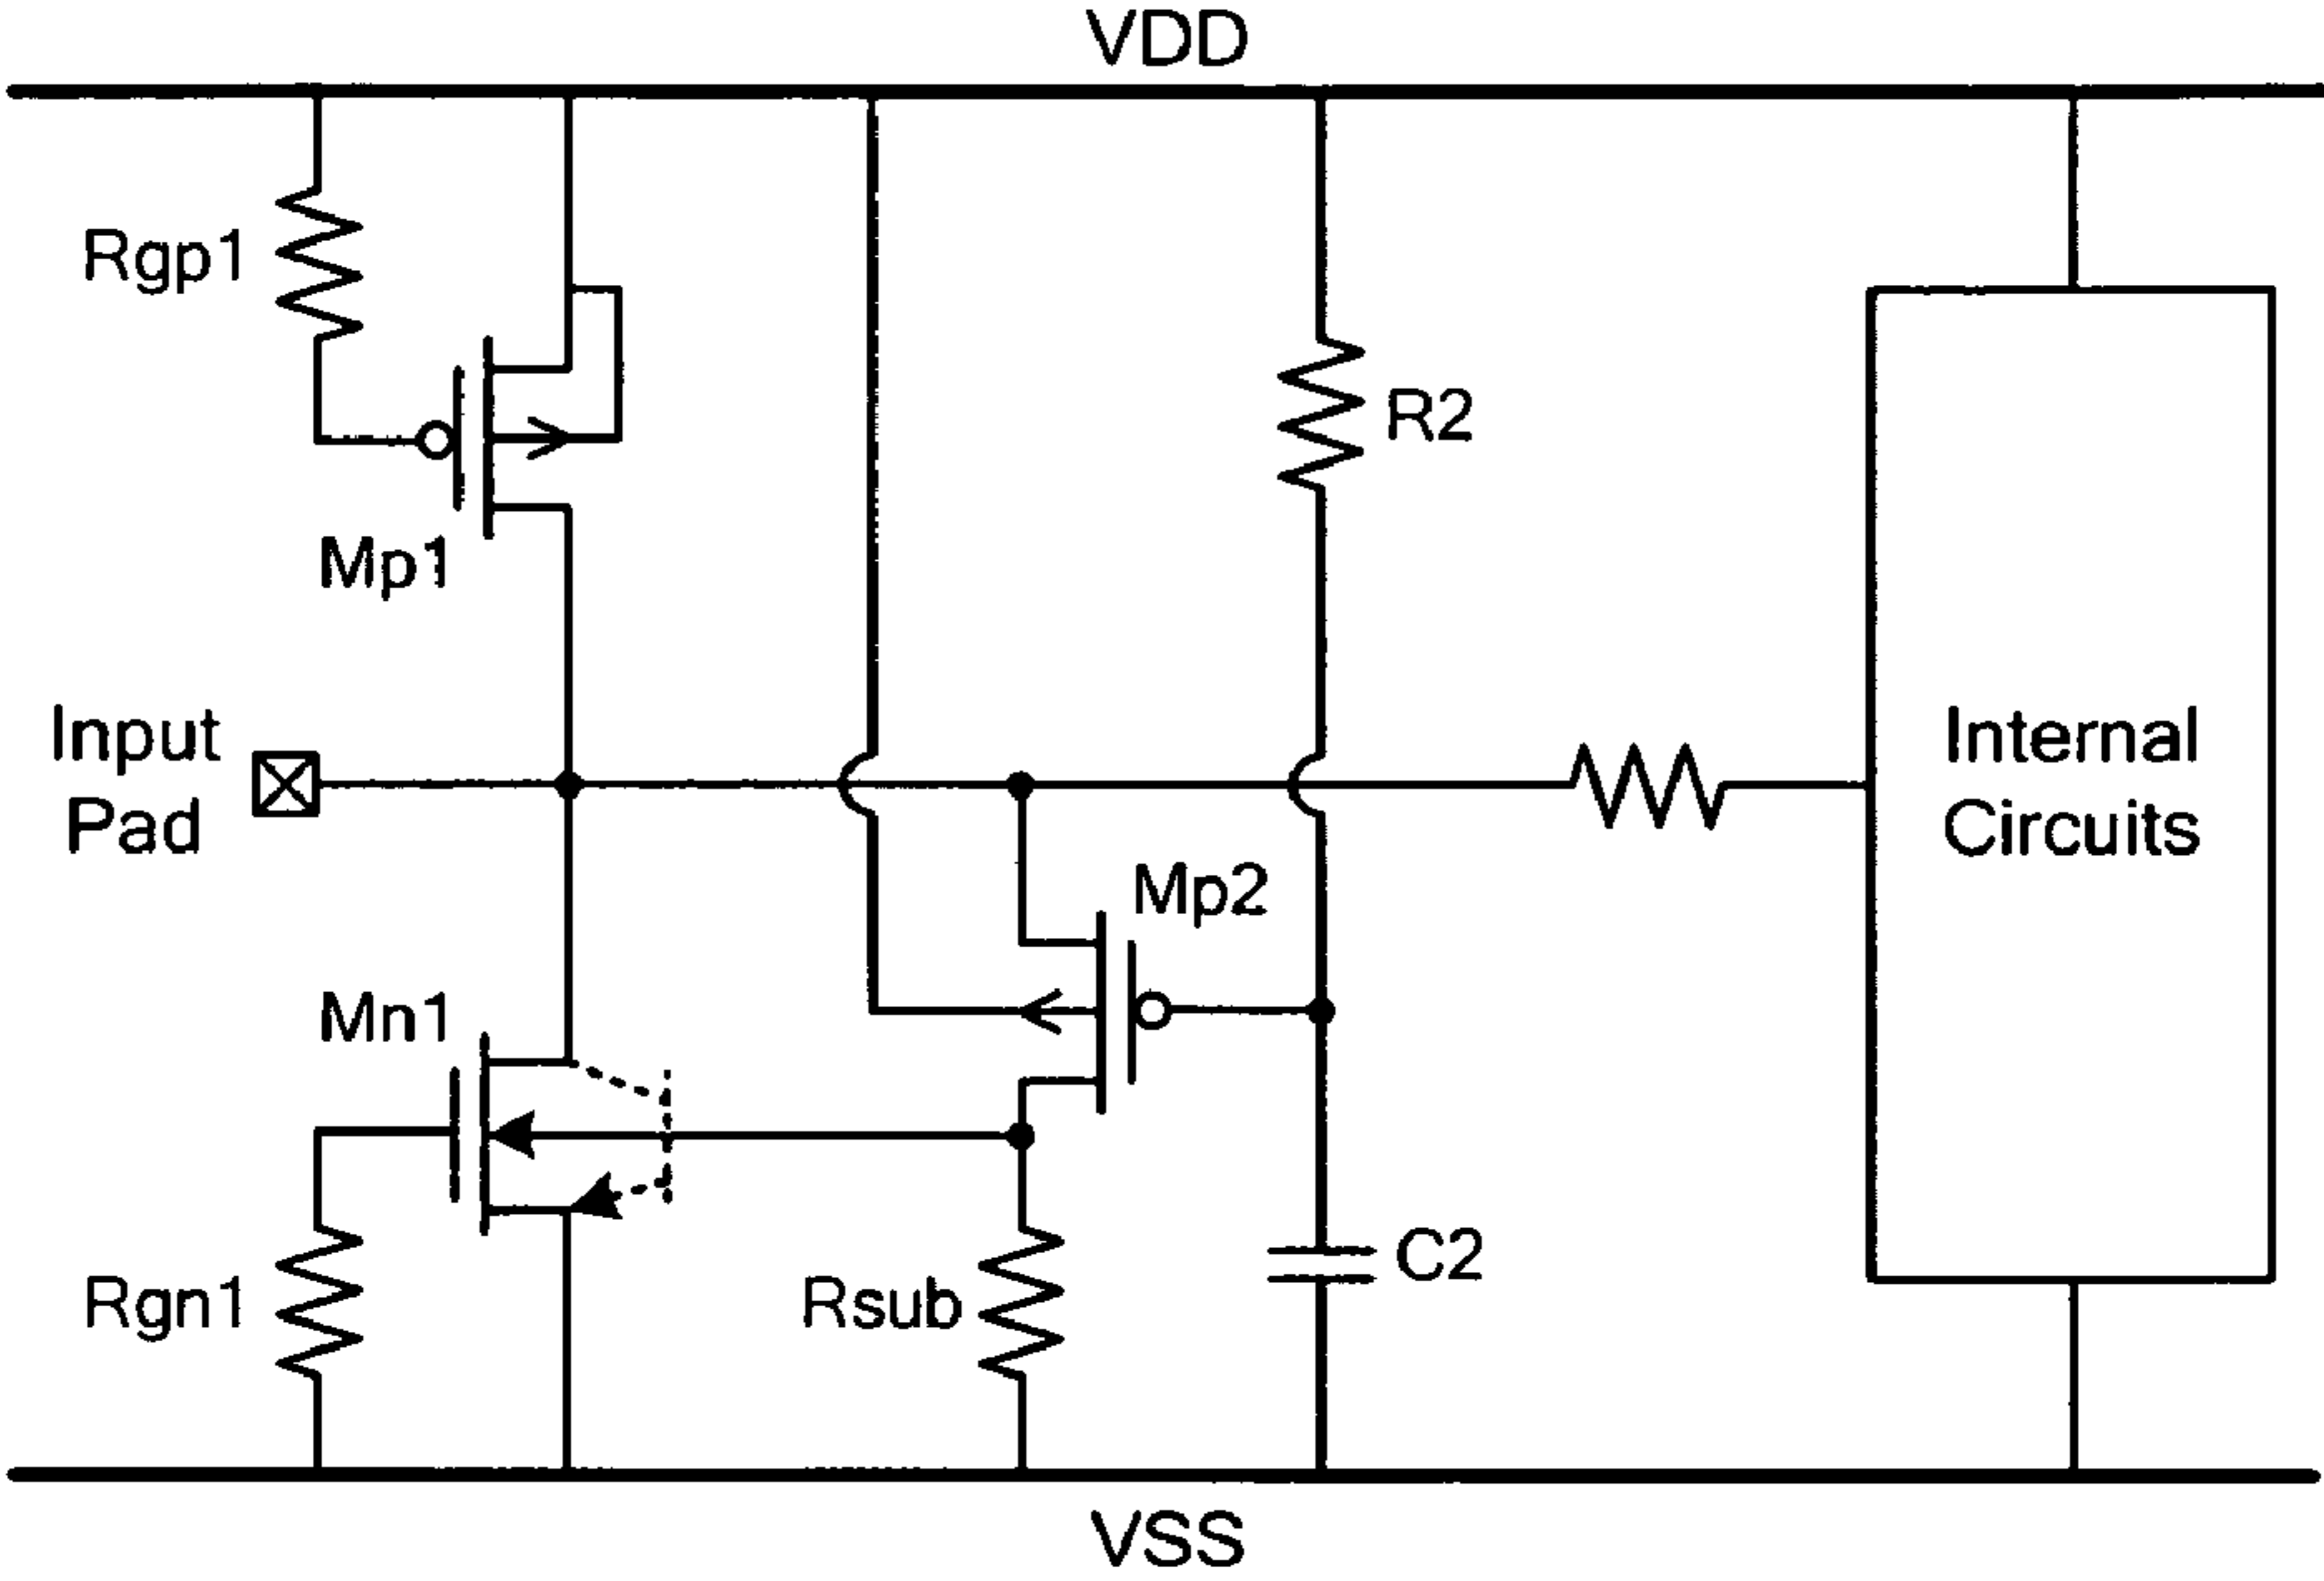 VDD
Rgp1
R2
Mp1
Input
Pad
Internal
Circuits
Mp2
Mn1
C2
Rgn1
Rsub
VSS